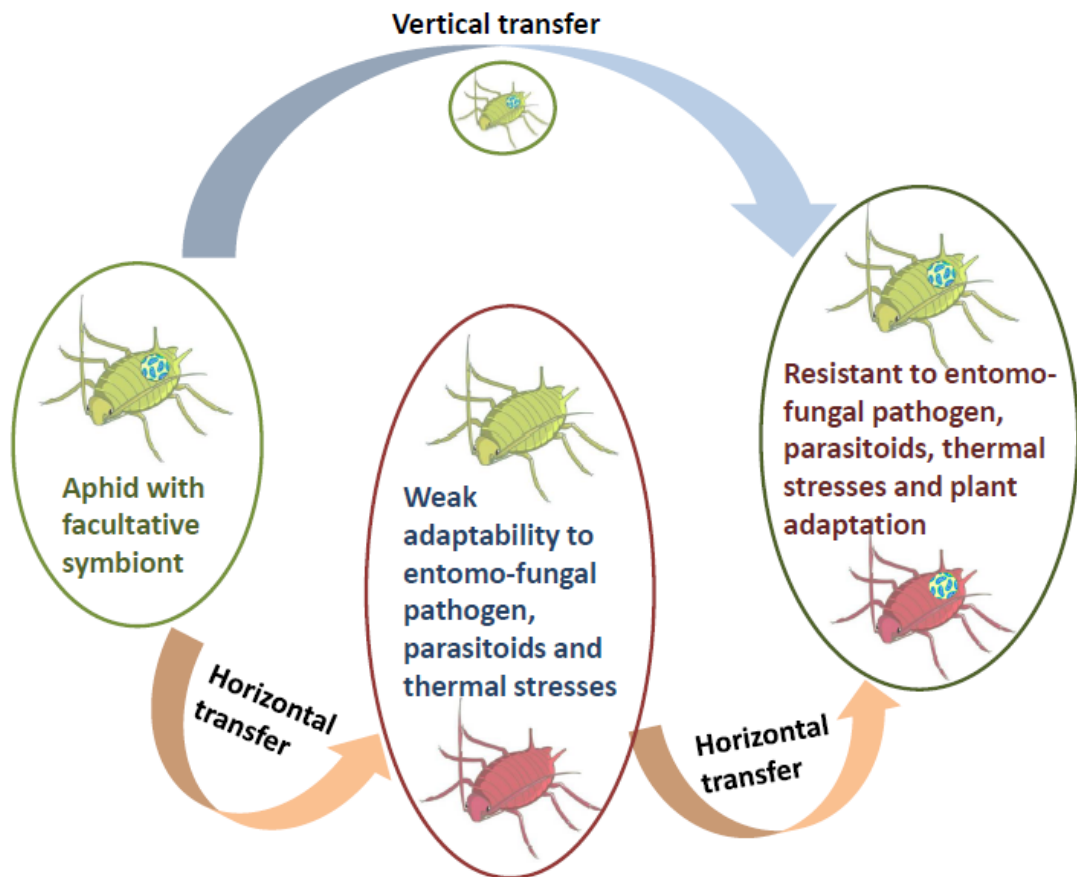 Vertical transfer
Aphid with
facultative
symbiont
Horizontal
transfer
Weak
adaptability to
entomo-fungal
pathogen,
parasitoids and
thermal stresses
Horizontal
transfer
Resistant to entomo-
fungal pathogen,
parasitoids, thermal
stresses and plant
adaptation